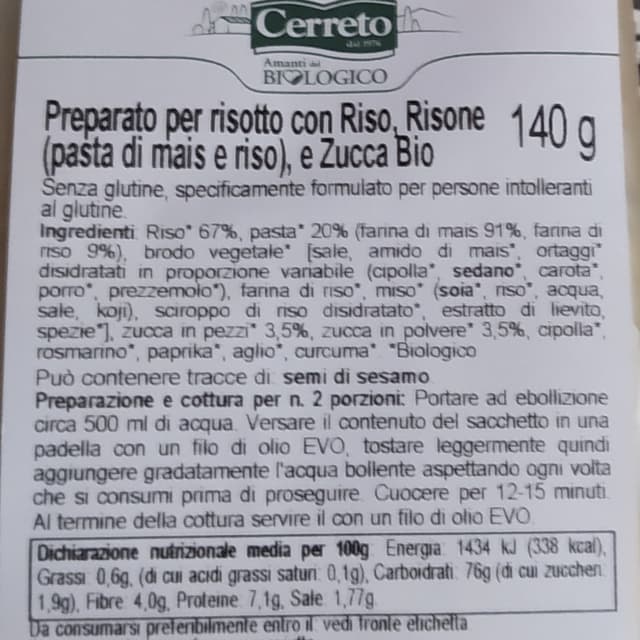 Cerreto
dal 1976
Amanti del
BIOLOGICO
Preparato per risotto con Riso, Risone 140 g
(pasta di mais e riso), e Zucca Bio
Senza glutine, specificamente formulato per persone intolleranti
al glutine.
Ingredienti: Riso* 67%, pasta* 20% (farina di mais 91%, farina di
riso 9%), brodo vegetale* [sale, amido di mais*, ortaggi*
disidratati in proporzione variabile (cipolla*, sedano*, carota*,
porro*, prezzemolo*), farina di riso*, miso* (soia*, riso*, acqua,
sale, koji), sciroppo di riso disidratato*, estratto di lievito,
spezie*], zucca in pezzi* 3,5%, zucca in polvere* 3,5%, cipolla*,
rosmarino*, paprika*, aglio*, curcuma*. *Biologico
Può contenere tracce di: semi di sesamo.
Preparazione e cottura per n. 2 porzioni: Portare ad ebollizione
circa 500 ml di acqua. Versare il contenuto del sacchetto in una
padella con un filo di olio EVO, tostare leggermente quindi
aggiungere gradatamente l'acqua bollente aspettando ogni volta
che si consumi prima di proseguire. Cuocere per 12-15 minuti.
Al termine della cottura servire il con un filo di olio EVO.
Dichiarazione nutrizionale media per 100g: Energia: 1434 kJ (338 kcal),
Grassi: 0,6g, (di cui acidi grassi saturi: 0,1g), Carboidrati: 76g (di cui zuccheri:
1,9g), Fibre: 4,0g, Proteine: 7,1g, Sale: 1,77g.
Da consumarsi preferibilmente entro il: vedi fronte etichetta